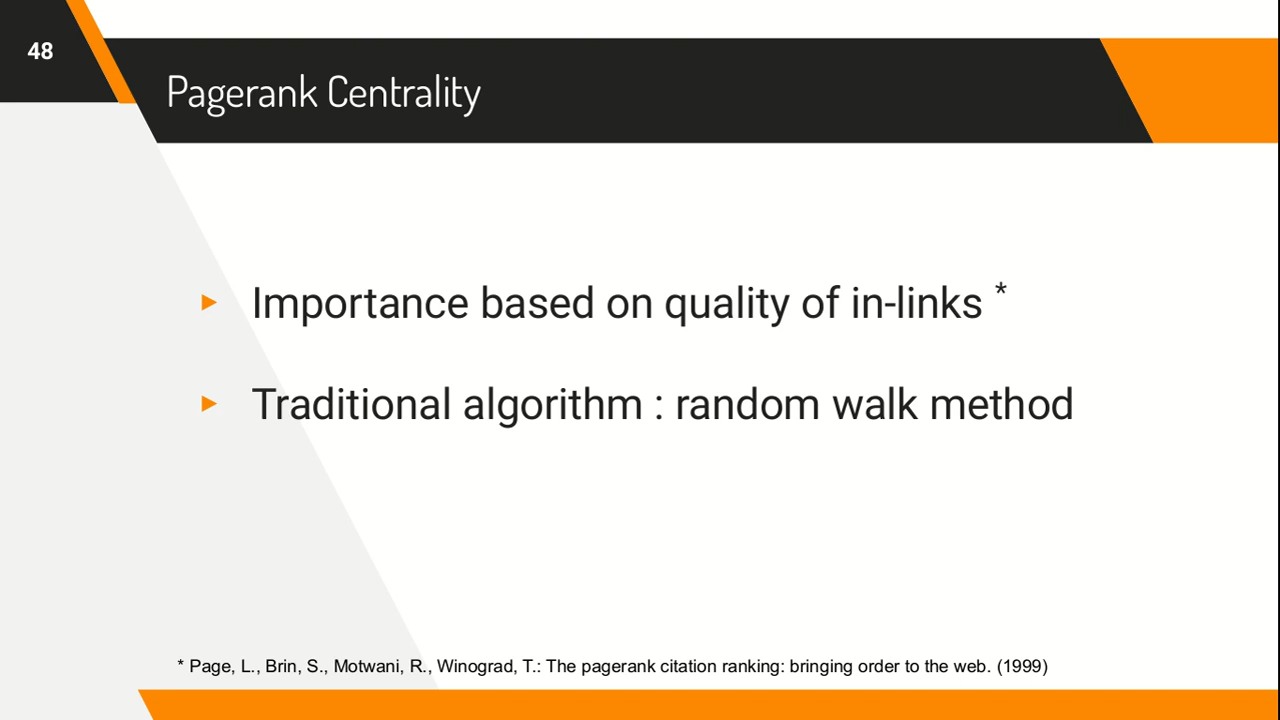 48
Pagerank Centrality
▸ Importance based on quality of in-links *
▸ Traditional algorithm : random walk method
* Page, L., Brin, S., Motwani, R., Winograd, T.: The pagerank citation ranking: bringing order to the web. (1999)